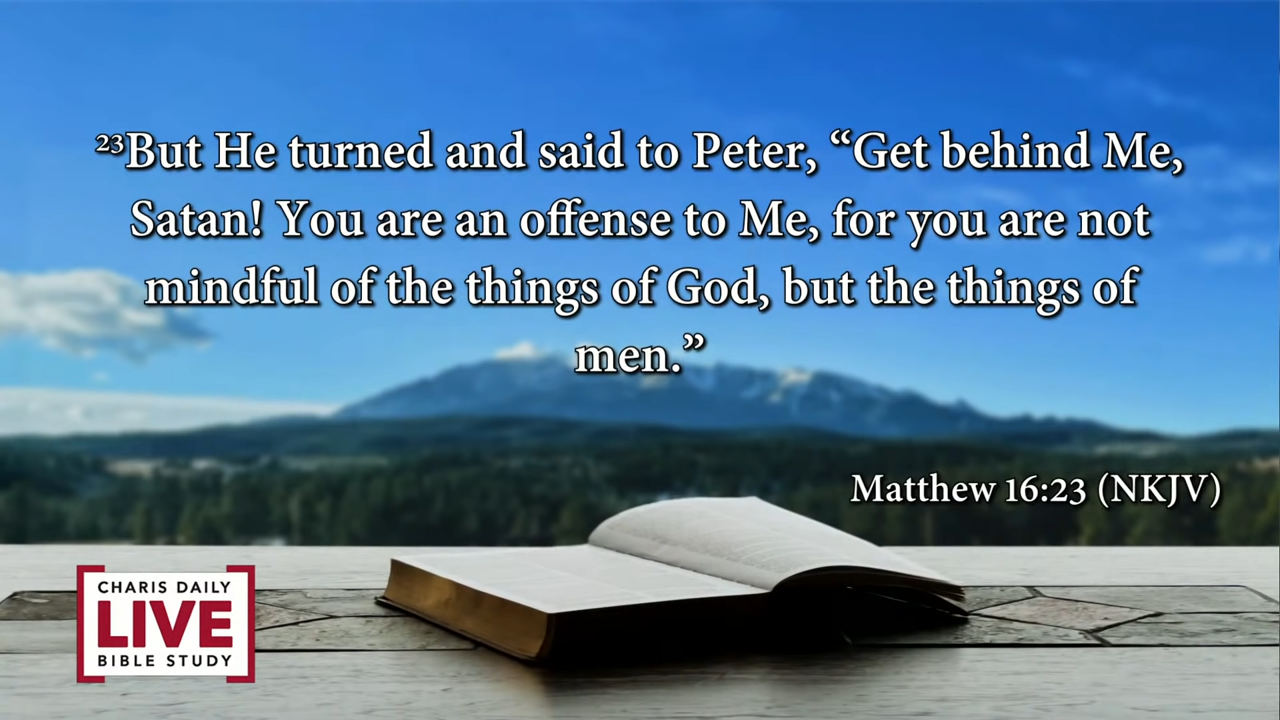 ²³But He turned and said to Peter, “Get behind Me,
Satan! You are an offense to Me, for you are not
mindful of the things of God, but the things of
men.”
Matthew 16:23 (NKJV)
CHARIS DAILY
LIVE
BIBLE STUDY